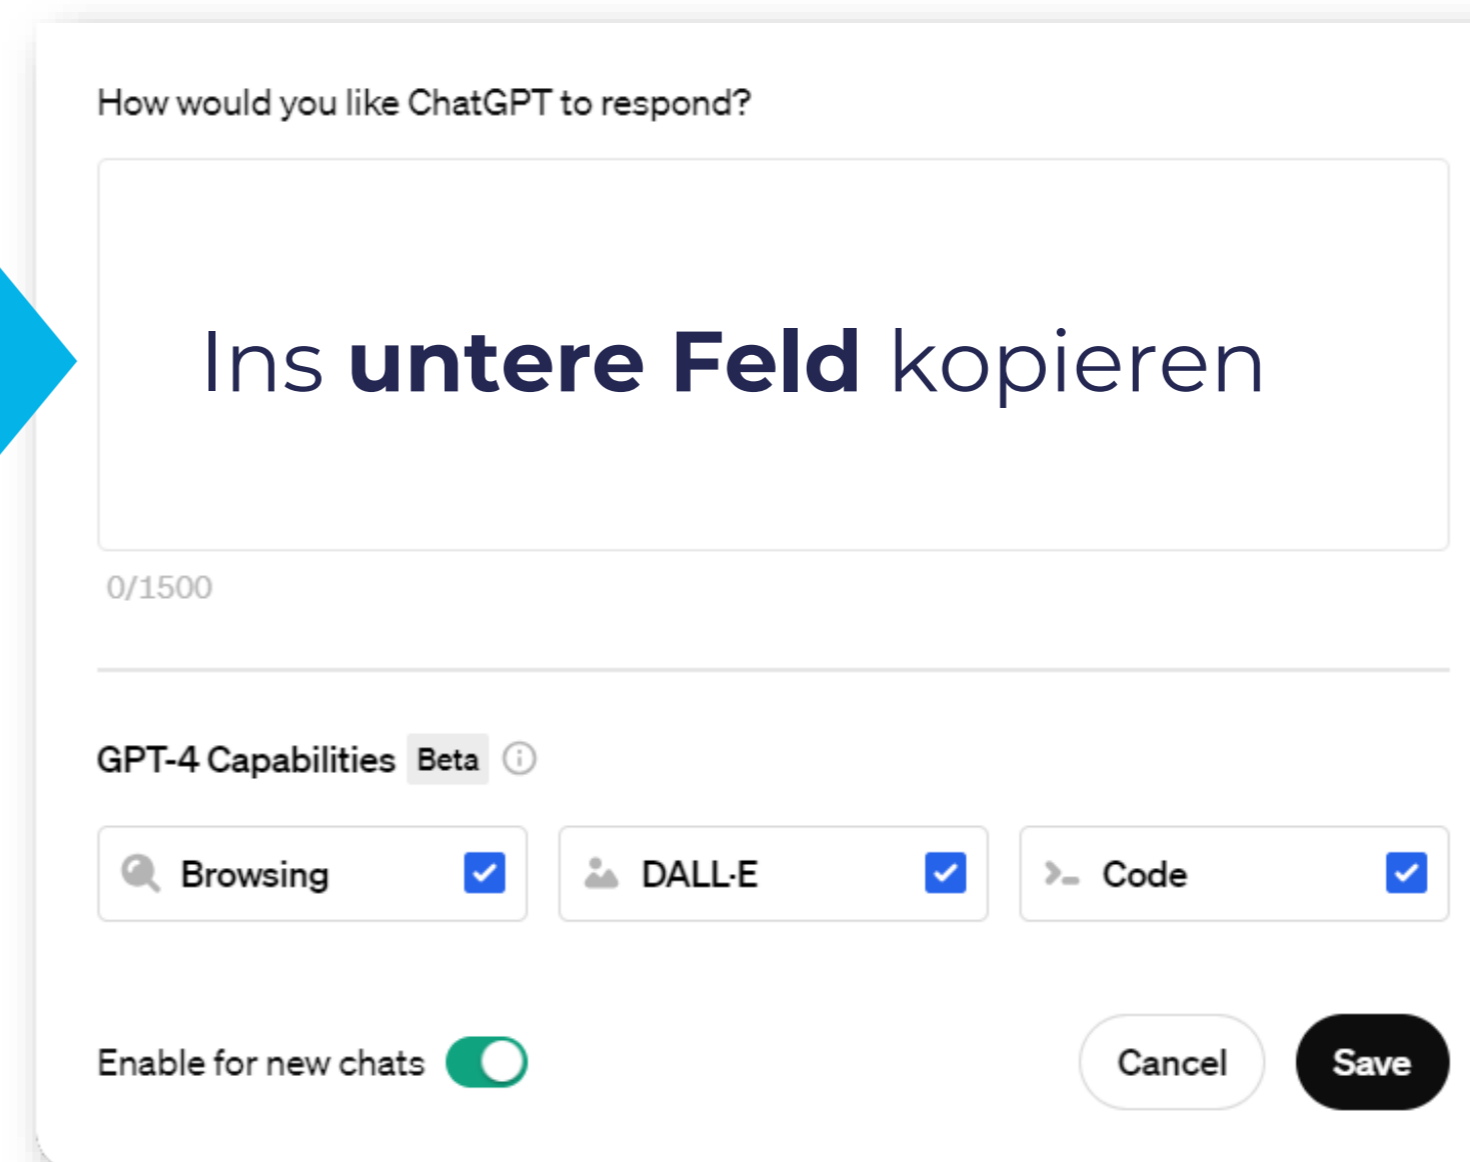 How would you like ChatGPT to respond?
Ins untere Feld kopieren
0/1500
GPT-4 Capabilities Beta
Browsing DALL·E Code
Enable for new chats Cancel Save